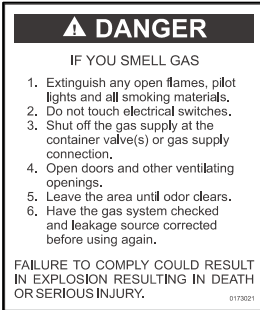 DANGER
IF YOU SMELL GAS
1. Extinguish any open flames, pilot
lights and all smoking materials.
2. Do not touch electrical switches.
3. Shut off the gas supply at the
container valve(s) or gas supply
connection.
4. Open doors and other ventilating
openings.
5. Leave the area until odor clears.
6. Have the gas system checked
and leakage source corrected
before using again.
FAILURE TO COMPLY COULD RESULT
IN EXPLOSION RESULTING IN DEATH
OR SERIOUS INJURY.
0173021